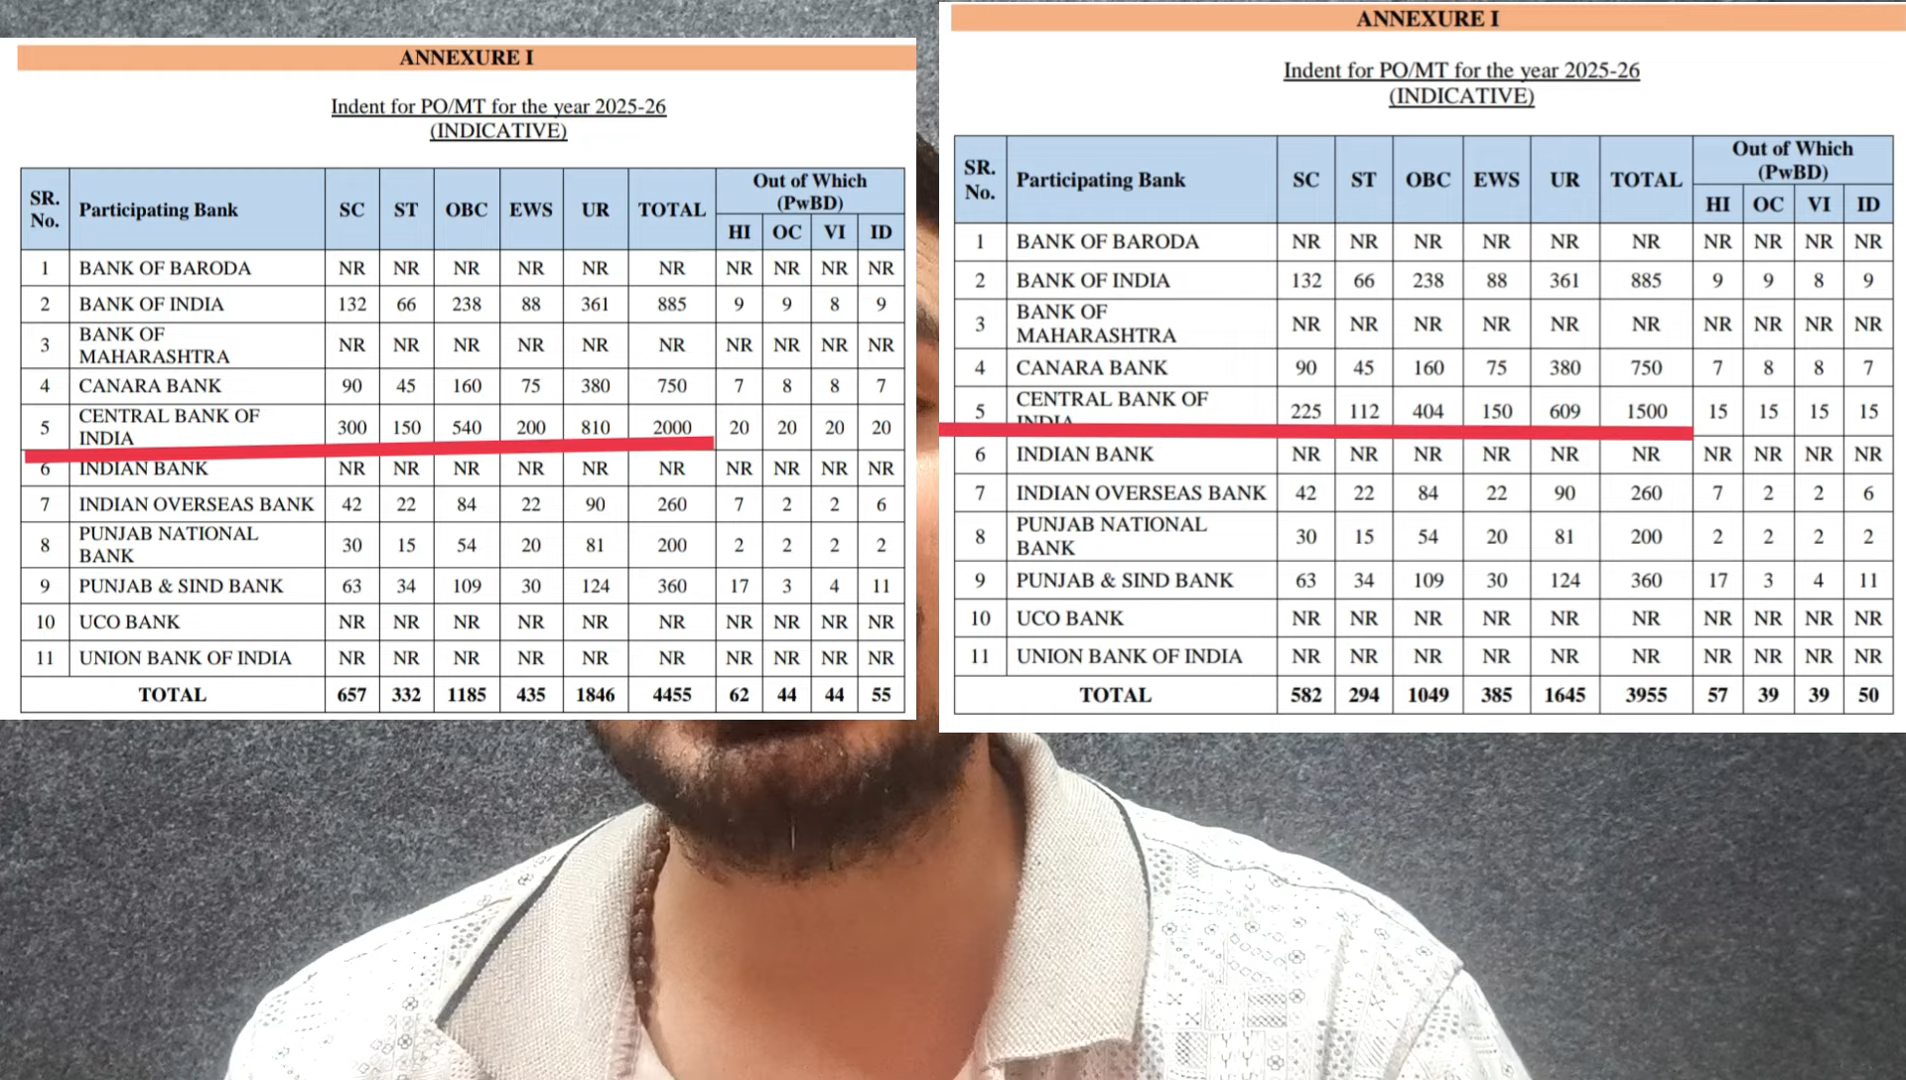 ANNEXURE I
Indent for PO/MT for the year 2025-26
(INDICATIVE)
SR. No. Participating Bank SC ST OBC EWS UR TOTAL Out of Which (PwBD) HI OC VI ID
1 BANK OF BARODA NR NR NR NR NR NR NR NR NR NR
2 BANK OF INDIA 132 66 238 88 361 885 9 9 8 9
3 BANK OF MAHARASHTRA NR NR NR NR NR NR NR NR NR NR
4 CANARA BANK 90 45 160 75 380 750 7 8 8 7
5 CENTRAL BANK OF INDIA 300 150 540 200 810 2000 20 20 20 20
6 INDIAN BANK NR NR NR NR NR NR NR NR NR NR
7 INDIAN OVERSEAS BANK 42 22 84 22 90 260 7 2 2 6
8 PUNJAB NATIONAL BANK 30 15 54 20 81 200 2 2 2 2
9 PUNJAB & SIND BANK 63 34 109 30 124 360 17 3 4 11
10 UCO BANK NR NR NR NR NR NR NR NR NR NR
11 UNION BANK OF INDIA NR NR NR NR NR NR NR NR NR NR
TOTAL 657 332 1185 435 1846 4455 62 44 44 55
ANNEXURE I
Indent for PO/MT for the year 2025-26
(INDICATIVE)
SR. No. Participating Bank SC ST OBC EWS UR TOTAL Out of Which (PwBD) HI OC VI ID
1 BANK OF BARODA NR NR NR NR NR NR NR NR NR NR
2 BANK OF INDIA 132 66 238 88 361 885 9 9 8 9
3 BANK OF MAHARASHTRA NR NR NR NR NR NR NR NR NR NR
4 CANARA BANK 90 45 160 75 380 750 7 8 8 7
5 CENTRAL BANK OF INDIA 225 112 404 150 609 1500 15 15 15 15
6 INDIAN BANK NR NR NR NR NR NR NR NR NR NR
7 INDIAN OVERSEAS BANK 42 22 84 22 90 260 7 2 2 6
8 PUNJAB NATIONAL BANK 30 15 54 20 81 200 2 2 2 2
9 PUNJAB & SIND BANK 63 34 109 30 124 360 17 3 4 11
10 UCO BANK NR NR NR NR NR NR NR NR NR NR
11 UNION BANK OF INDIA NR NR NR NR NR NR NR NR NR NR
TOTAL 582 294 1049 385 1645 3955 57 39 39 50